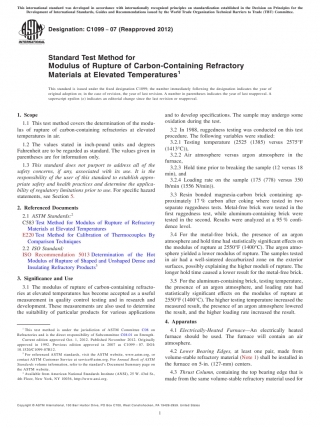 This international standard was developed in accordance with internationally recognized principles on standardization established in the Decision on Principles for the
Development of International Standards, Guides and Recommendations issued by the World Trade Organization Technical Barriers to Trade (TBT) Committee.
Designation: C1099 − 07 (Reapproved 2012)
Standard Test Method for
Modulus of Rupture of Carbon-Containing Refractory
Materials at Elevated Temperatures1
This standard is issued under the fixed designation C1099; the number immediately following the designation indicates the year of
original adoption or, in the case of revision, the year of last revision. A number in parentheses indicates the year of last reapproval. A
superscript epsilon (ε) indicates an editorial change since the last revision or reapproval.
1. Scope
1.1 This test method covers the determination of the modu-
lus of rupture of carbon-containing refractories at elevated
temperatures in air.
1.2 The values stated in inch-pound units and degrees
Fahrenheit are to be regarded as standard. The values given in
parentheses are for information only.
1.3 This standard does not purport to address all of the
safety concerns, if any, associated with its use. It is the
responsibility of the user of this standard to establish appro-
priate safety and health practices and determine the applica-
bility of regulatory limitations prior to use. For specific hazard
statements, see Section 5.
2. Referenced Documents
2.1 ASTM Standards:2
C583 Test Method for Modulus of Rupture of Refractory
Materials at Elevated Temperatures
E220 Test Method for Calibration of Thermocouples By
Comparison Techniques
2.2 ISO Standard:
ISO Recommendation 5013 Determination of the Hot
Modulus of Rupture of Shaped and Unshaped Dense and
Insulating Refractory Products3
3. Significance and Use
3.1 The modulus of rupture of carbon-containing refracto-
ries at elevated temperatures has become accepted as a useful
measurement in quality control testing and in research and
development. These measurements are also used to determine
the suitability of particular products for various applications
1 This test method is under the jurisdiction of ASTM Committee C08 on
Refractories and is the direct responsibility of Subcommittee C08.01 on Strength.
Current edition approved Oct. 1, 2012. Published November 2012. Originally
approved in 1992. Previous edition approved in 2007 as C1099 – 07. DOI:
10.1520/C1099-07R12.
2 For referenced ASTM standards, visit the ASTM website, www.astm.org, or
contact ASTM Customer Service at service@astm.org. For Annual Book of ASTM
Standards volume information, refer to the standard's Document Summary page on
the ASTM website.
3 Available from American National Standards Institute (ANSI), 25 W. 43rd St.,
4th Floor, New York, NY 10036, http://www.ansi.org.
and to develop specifications. The sample may undergo some
oxidation during the test.
3.2 In 1988, ruggedness testing was conducted on this test
procedure. The following variables were studied:
3.2.1 Testing temperature (2525 (1385) versus 2575°F
(1413°C)),
3.2.2 Air atmosphere versus argon atmosphere in the
furnace,
3.2.3 Hold time prior to breaking the sample (12 versus 18
min), and
3.2.4 Loading rate on the sample (175 (778) versus 350
lb/min (1556 N/min)).
3.3 Resin bonded magnesia-carbon brick containing ap-
proximately 17 % carbon after coking where tested in two
separate ruggedness tests. Metal-free brick were tested in the
first ruggedness test, while aluminum-containing brick were
tested in the second. Results were analyzed at a 95 % confi-
dence level.
3.4 For the metal-free brick, the presence of an argon
atmosphere and hold time had statistically significant effects on
the modulus of rupture at 2550°F (1400°C). The argon atmo-
sphere yielded a lower modulus of rupture. The samples tested
in air had a well-sintered decarburized zone on the exterior
surfaces, possibly explaining the higher moduli of rupture. The
longer hold time caused a lower result for the metal-free brick.
3.5 For the aluminum-containing brick, testing temperature,
the presence of an argon atmosphere, and loading rate had
statistically significant effects on the modulus of rupture at
2550°F (1400°C). The higher testing temperature increased the
measured result, the presence of an argon atmosphere lowered
the result, and the higher loading rate increased the result.
4. Apparatus
4.1 Electrically-Heated Furnace—An electrically heated
furnace should be used. The furnace will contain an air
atmosphere.
4.2 Lower Bearing Edges, at least one pair, made from
volume-stable refractory material (Note 1) shall be installed in
the furnace on 5-in. (127-mm) centers.
4.3 Thrust Column, containing the top bearing edge that is
made from the same volume-stable refractory material used for
Copyright © ASTM International, 100 Barr Harbor Drive, PO Box C700, West Conshohocken, PA 19428-2959. United States
1